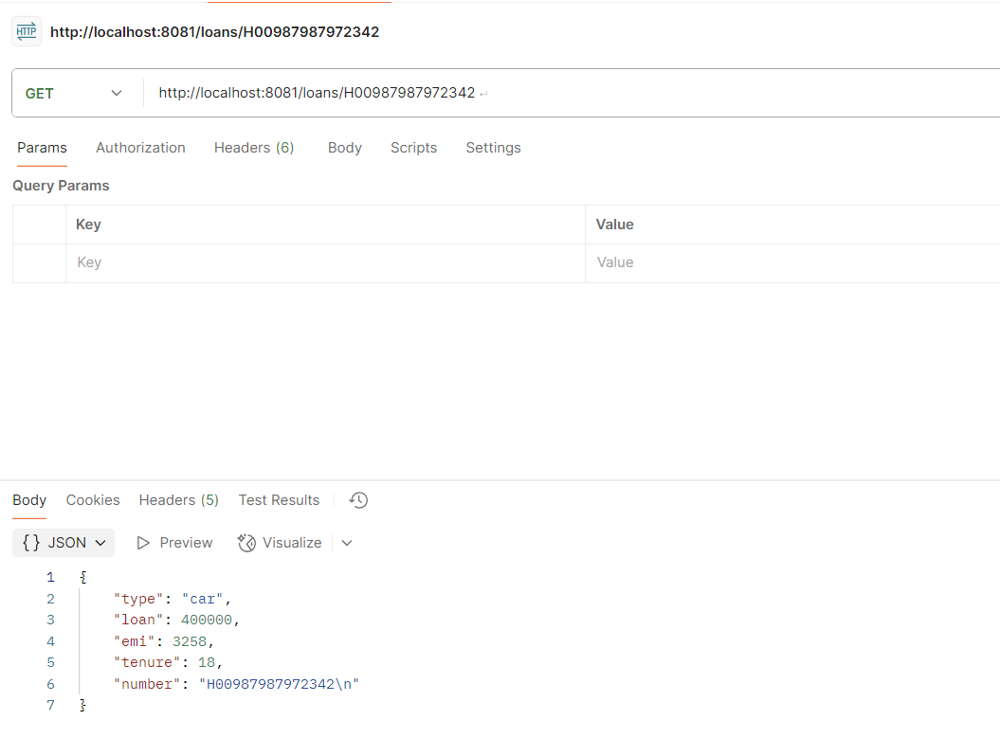 HTTP http://localhost:8081/loans/H00987987972342
GET http://localhost:8081/loans/H00987987972342 ↵
Params Authorization Headers (6) Body Scripts Settings
Query Params
Key Value
Key Value
Body Cookies Headers (5) Test Results
{} JSON Preview Visualize
1 {
2 "type": "car",
3 "loan": 400000,
4 "emi": 3258,
5 "tenure": 18,
6 "number": "H00987987972342\n"
7 }